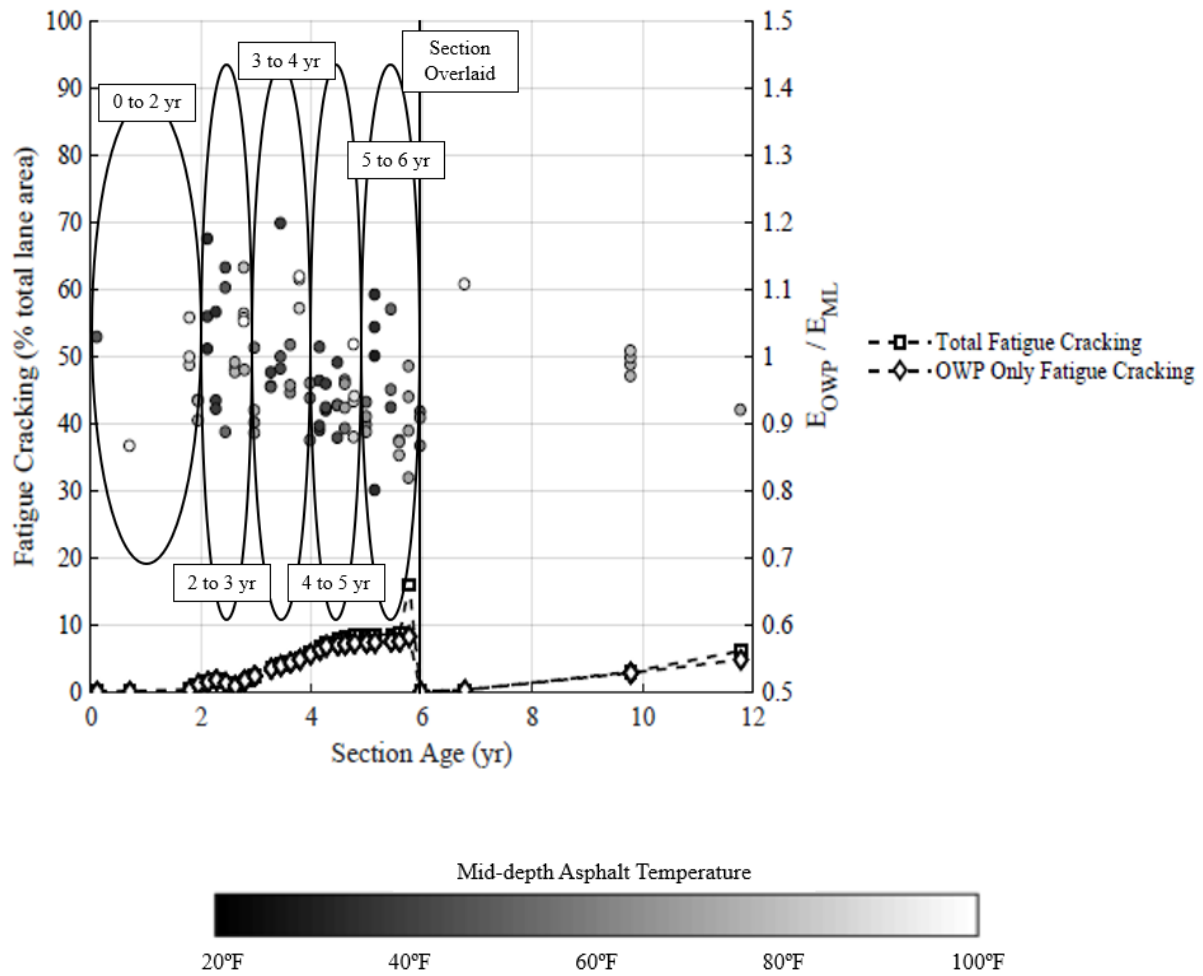 100
90
80
70
60
50
40
30
20
10
0
Fatigue Cracking (% total lane area)
0 to 2 yr
3 to 4 yr
Section
Overlaid
5 to 6 yr
2 to 3 yr
4 to 5 yr
1.5
1.4
1.3
1.2
1.1
1
0.9
0.8
0.7
0.6
0.5
E_OWP / E_ML
0 2 4 6 8 10 12
Section Age (yr)
Total Fatigue Cracking
OWP Only Fatigue Cracking
Mid-depth Asphalt Temperature
20ºF 40ºF 60ºF 80ºF 100ºF